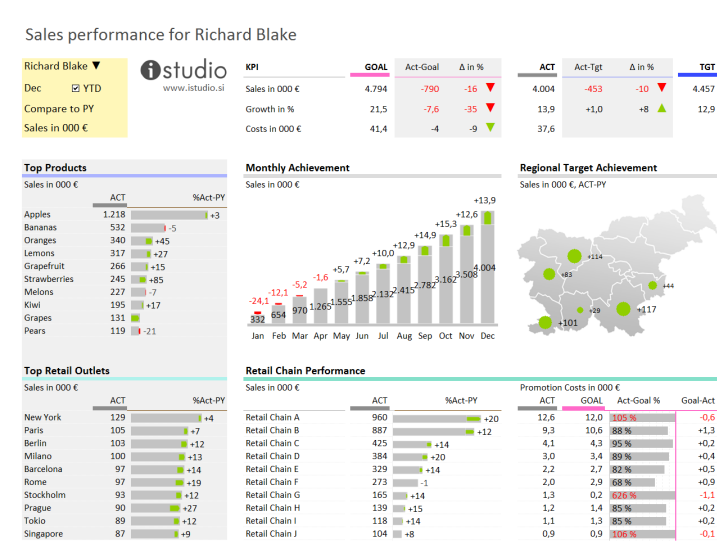 Sales performance for Richard Blake
Richard Blake ▼
Dec ☑ YTD
Compare to PY
Sales in 000 €
istudio
www.istudio.si
KPI GOAL Act-Goal Δ in % ACT Act-Tgt Δ in % TGT
Sales in 000 € 4.794 -790 -16 ▼ 4.004 -453 -10 ▼ 4.457
Growth in % 21,5 -7,6 -35 ▼ 13,9 +1,0 +8 ▲ 12,9
Costs in 000 € 41,4 -4 -9 ▼ 37,6
Top Products
Sales in 000 €
ACT %Act-PY
Apples 1.218 +3
Bananas 532 -5
Oranges 340 +45
Lemons 317 +27
Grapefruit 266 +15
Strawberries 245 +85
Melons 227 -7
Kiwi 195 +17
Grapes 131
Pears 119 -21
Monthly Achievement
Sales in 000 €
-24,1 -12,1 -5,2 -1,6 +5,7 +7,2 +10,0 +12,9 +14,9 +15,3 +12,6 +13,9
332 654 970 1.265 1.555 1.858 2.132 2.415 2.782 3.162 3.508 4.004
Jan Feb Mar Apr May Jun Jul Aug Sep Oct Nov Dec
Regional Target Achievement
Sales in 000 €, ACT-PY
+114
+83
+44
+29
+117
+101
Top Retail Outlets
Sales in 000 €
ACT %Act-PY
New York 129 +4
Paris 105 +7
Berlin 103 +12
Milano 100 +13
Barcelona 97 +14
Rome 97 +19
Stockholm 93 +12
Prague 90 +27
Tokio 89 +12
Singapore 87 +9
Retail Chain Performance
Sales in 000 € Promotion Costs in 000 €
ACT %Act-PY ACT GOAL Act-Goal % Goal-Act
Retail Chain A 960 +20 12,6 12,0 105 % -0,6
Retail Chain B 887 +12 9,3 10,6 88 % +1,3
Retail Chain C 425 +14 4,1 4,3 95 % +0,2
Retail Chain D 384 +20 3,0 3,4 89 % +0,4
Retail Chain E 329 +14 2,2 2,7 82 % +0,5
Retail Chain F 273 -1 2,0 2,9 68 % +0,9
Retail Chain G 165 +14 1,3 0,2 626 % -1,1
Retail Chain H 139 +15 1,2 1,4 85 % +0,2
Retail Chain I 118 +14 1,1 1,3 85 % +0,2
Retail Chain J 104 +8 0,9 0,9 106 % -0,1